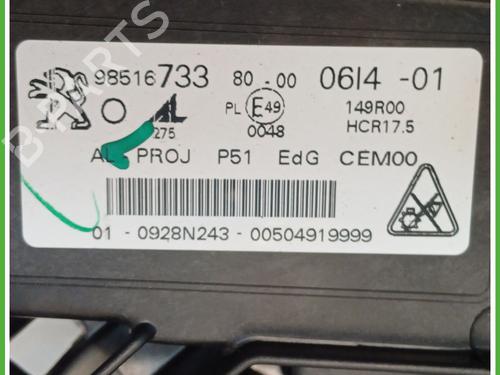 98516733 80-00 06I4-01
275 PL E49 149R00
0048 HCR17.5
AL PROJ P51 EdG CEM00
01 - 0928N243 - 00504919999
B-PARTS